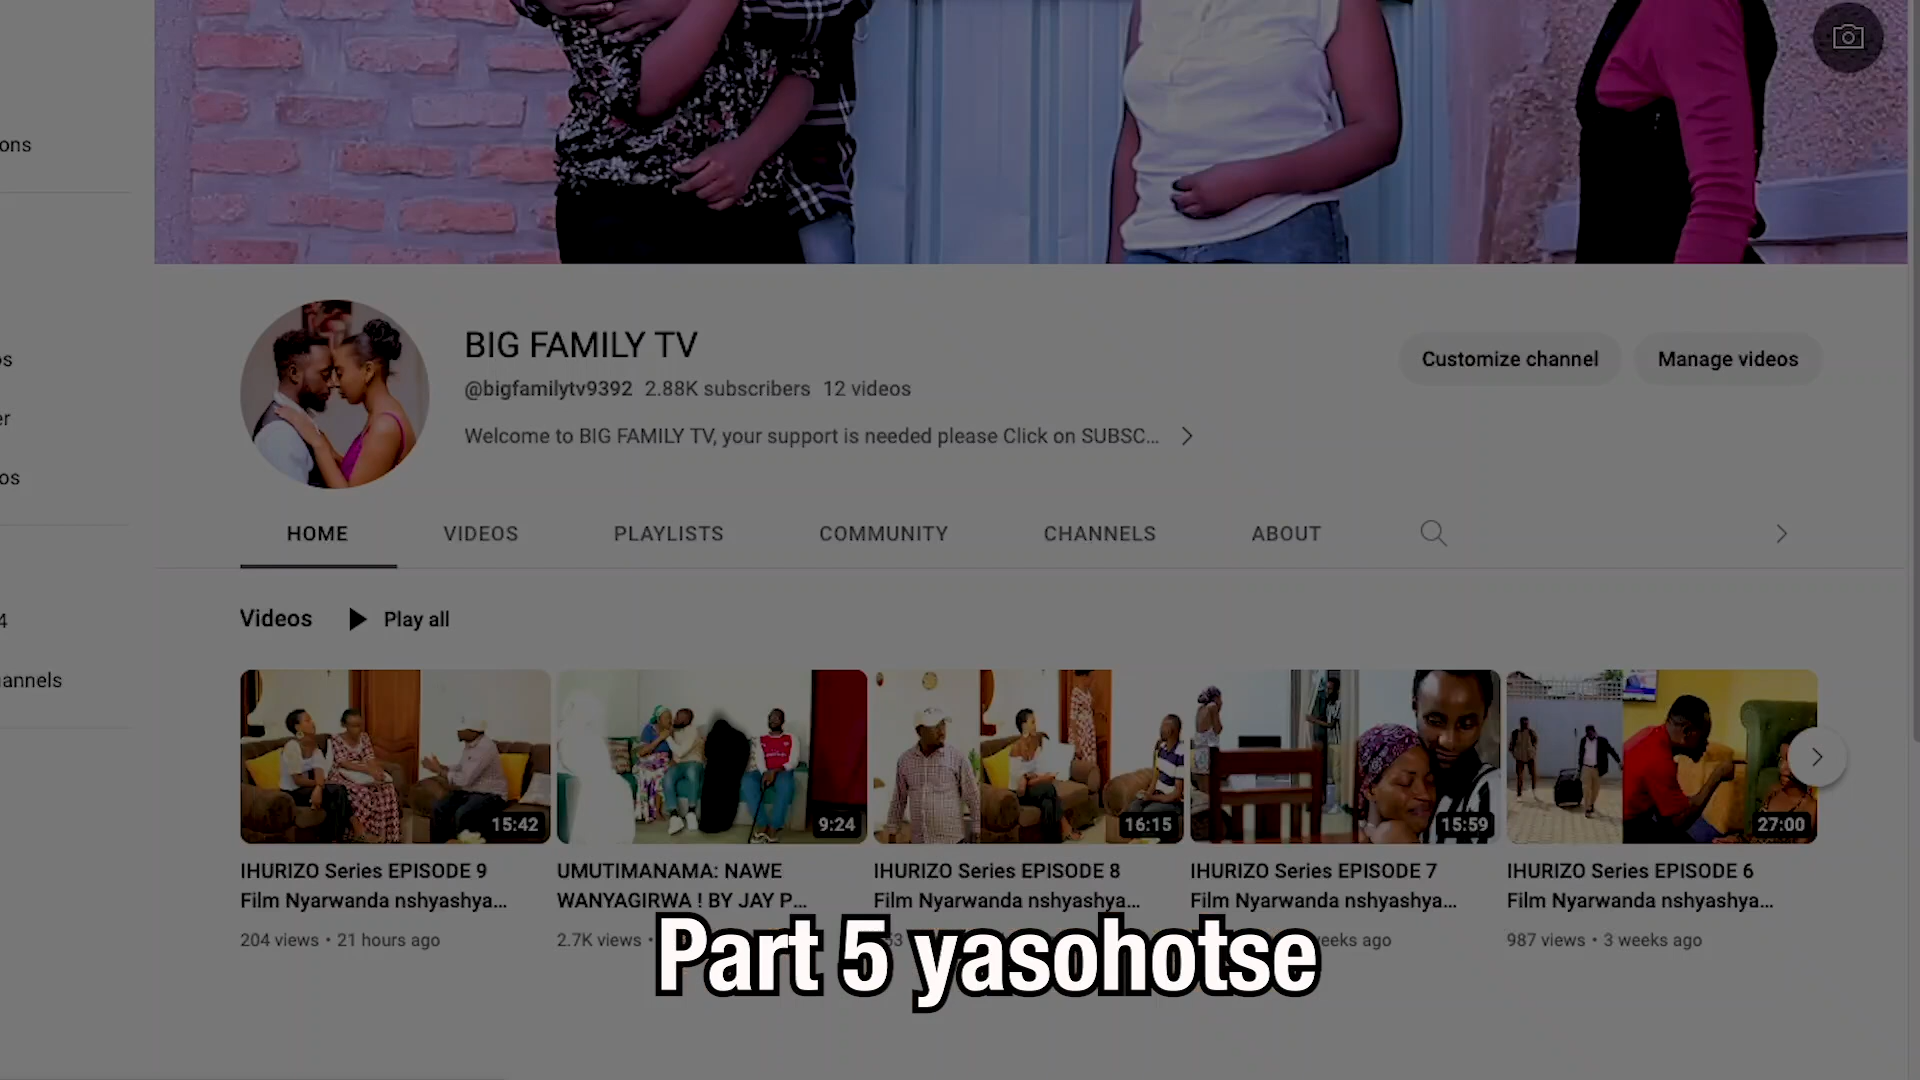 ons
os
er
os
4
annels
BIG FAMILY TV
@bigfamilytv9392 2.88K subscribers 12 videos
Welcome to BIG FAMILY TV, your support is needed please Click on SUBSC...
Customize channel
Manage videos
HOME
VIDEOS
PLAYLISTS
COMMUNITY
CHANNELS
ABOUT
Videos
Play all
15:42
IHURIZO Series EPISODE 9
Film Nyarwanda nshyashya...
204 views • 21 hours ago
9:24
UMUTIMANAMA: NAWE
WANYAGIRWA ! BY JAY P...
2.7K views •
16:15
IHURIZO Series EPISODE 8
Film Nyarwanda nshyashya...
15:59
IHURIZO Series EPISODE 7
Film Nyarwanda nshyashya...
weeks ago
27:00
IHURIZO Series EPISODE 6
Film Nyarwanda nshyashya...
987 views • 3 weeks ago
Part 5 yasohotse